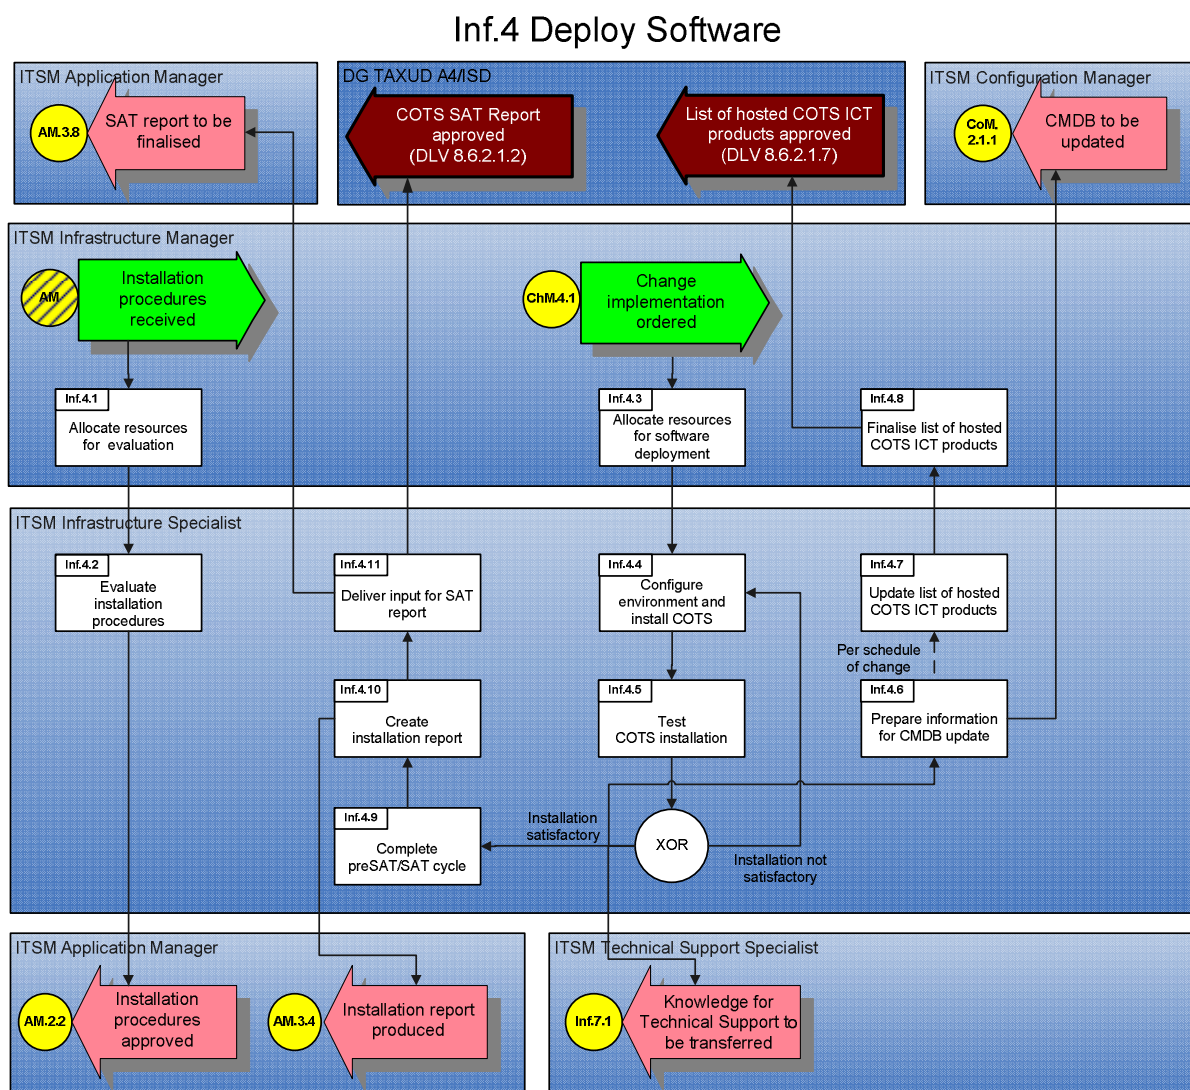 Inf.4 Deploy Software
ITSM Application Manager
AM.3.8
SAT report to be
finalised
DG TAXUD A4/ISD
COTS SAT Report
approved
(DLV 8.6.2.1.2)
List of hosted COTS ICT
products approved
(DLV 8.6.2.1.7)
ITSM Configuration Manager
CoM.
2.1.1
CMDB to be
updated
ITSM Infrastructure Manager
AM
Installation
procedures
received
ChM.4.1
Change
implementation
ordered
Inf.4.1
Allocate resources
for evaluation
Inf.4.3
Allocate resources
for software
deployment
Inf.4.8
Finalise list of hosted
COTS ICT products
ITSM Infrastructure Specialist
Inf.4.2
Evaluate
installation
procedures
Inf.4.11
Deliver input for SAT
report
Inf.4.4
Configure
environment and
install COTS
Inf.4.7
Update list of hosted
COTS ICT products
Per schedule
of change
Inf.4.10
Create
installation report
Inf.4.5
Test
COTS installation
Inf.4.6
Prepare information
for CMDB update
Inf.4.9
Complete
preSAT/SAT cycle
Installation
satisfactory
XOR
Installation not
satisfactory
ITSM Application Manager
AM.2.2
Installation
procedures
approved
AM.3.4
Installation report
produced
ITSM Technical Support Specialist
Inf.7.1
Knowledge for
Technical Support to
be transferred